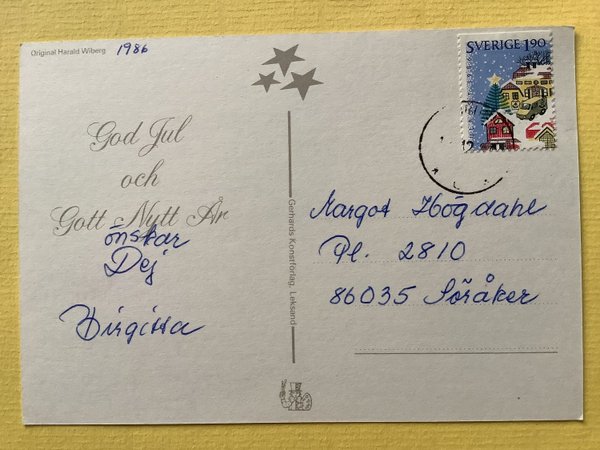 Original Harald Wiberg
1986
SVERIGE 1.90
God Jul
och
Gott Nytt År
önskar
Dej
Birgitta
Gerhards Konstförlag, Leksand
Margot Högdahl
Pl. 2810
86035 Söråker